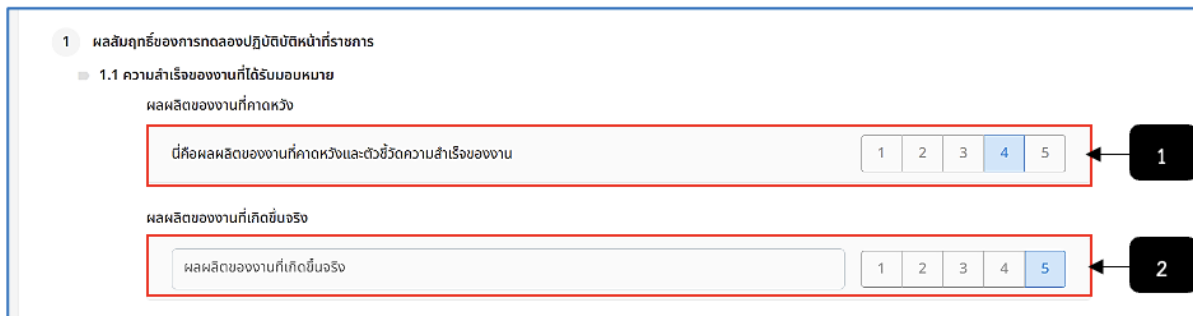 1 ผลสัมฤทธิ์ของการทดลองปฏิบัติบัติหน้าที่ราชการ
1.1 ความสำเร็จของงานที่ได้รับมอบหมาย
ผลผลิตของงานที่คาดหวัง
นี่คือผลผลิตของงานที่คาดหวังและตัวชี้วัดความสำเร็จของงาน 1 2 3 4 5 1
ผลผลิตของงานที่เกิดขึ่นจริง
ผลผลิตของงานที่เกิดขึ้นจริง 1 2 3 4 5 2